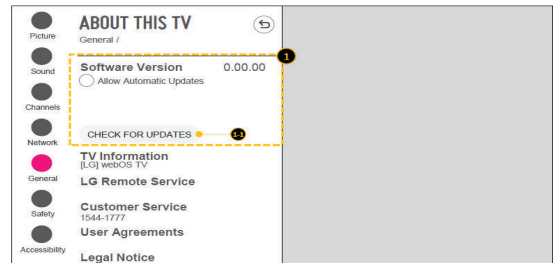 ABOUT THIS TV
General /
Picture
Sound
Channels
Network
General
Safety
Accessibility
1
Software Version 0.00.00
Allow Automatic Updates
CHECK FOR UPDATES 1-1
TV Information
[LG] webOS TV
LG Remote Service
Customer Service
1544-1777
User Agreements
Legal Notice